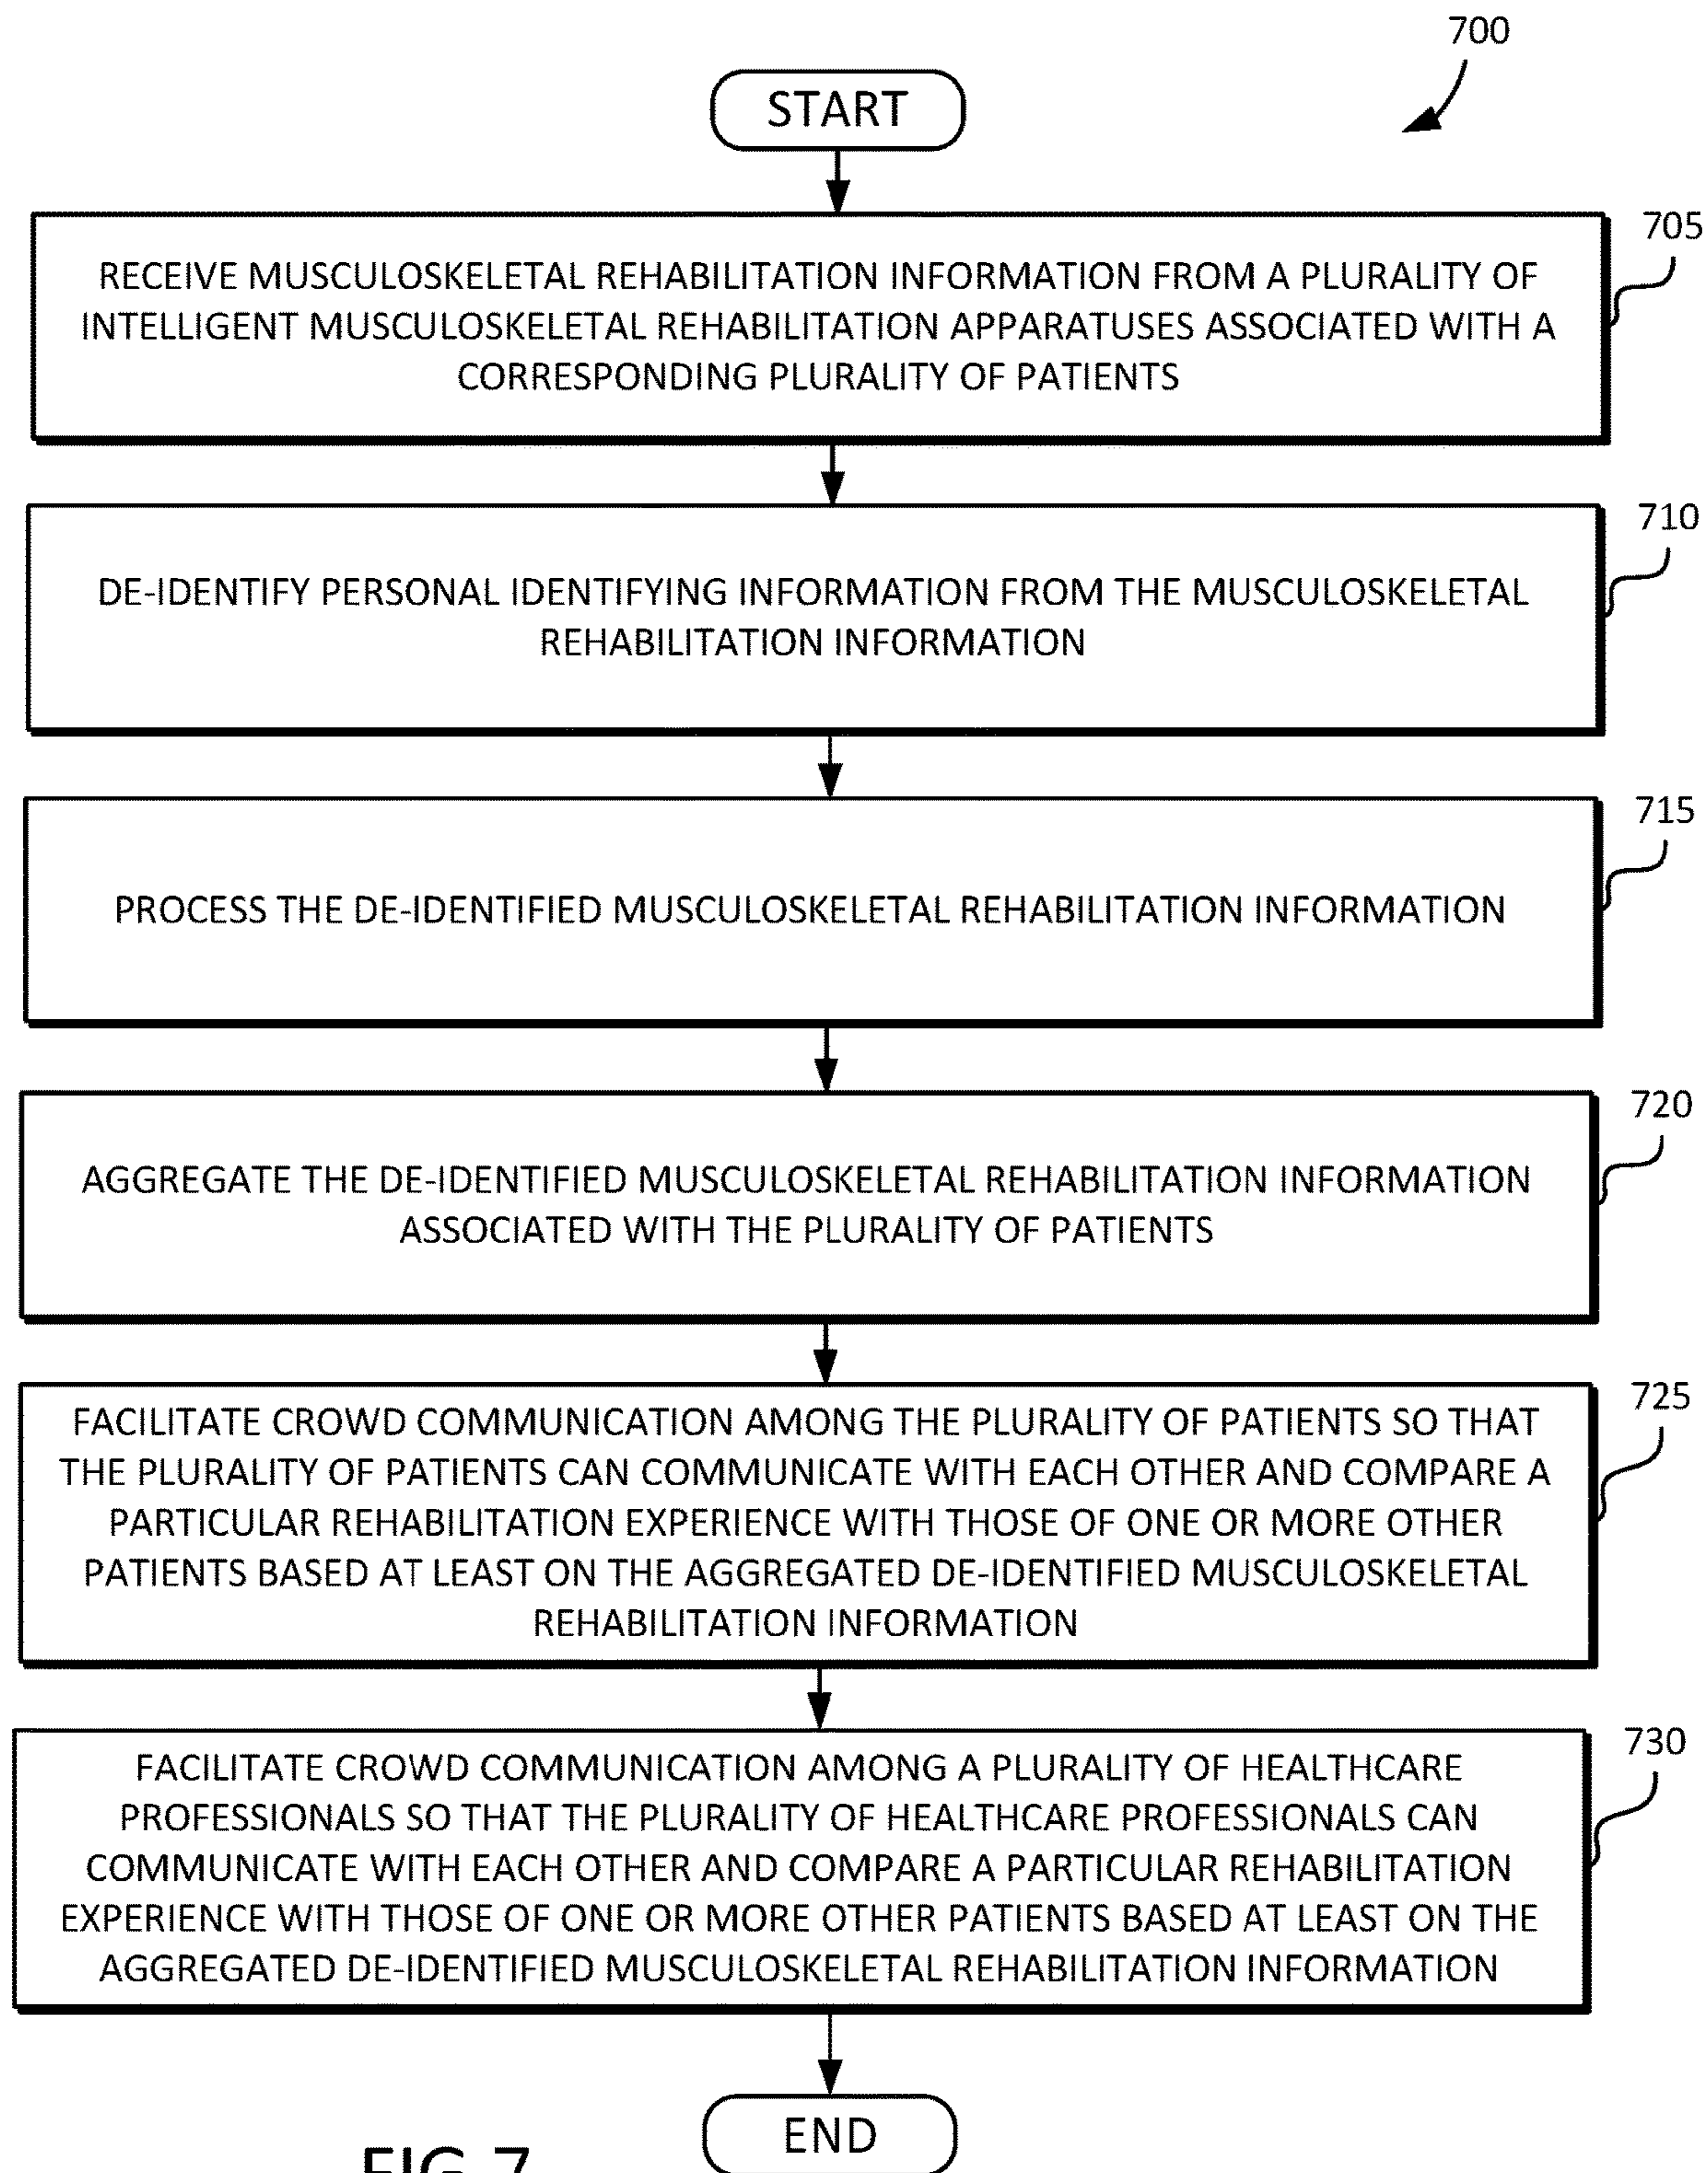 700
START
705
RECEIVE MUSCULOSKELETAL REHABILITATION INFORMATION FROM A PLURALITY OF
INTELLIGENT MUSCULOSKELETAL REHABILITATION APPARATUSES ASSOCIATED WITH A
CORRESPONDING PLURALITY OF PATIENTS
710
DE-IDENTIFY PERSONAL IDENTIFYING INFORMATION FROM THE MUSCULOSKELETAL
REHABILITATION INFORMATION
715
PROCESS THE DE-IDENTIFIED MUSCULOSKELETAL REHABILITATION INFORMATION
720
AGGREGATE THE DE-IDENTIFIED MUSCULOSKELETAL REHABILITATION INFORMATION
ASSOCIATED WITH THE PLURALITY OF PATIENTS
725
FACILITATE CROWD COMMUNICATION AMONG THE PLURALITY OF PATIENTS SO THAT
THE PLURALITY OF PATIENTS CAN COMMUNICATE WITH EACH OTHER AND COMPARE A
PARTICULAR REHABILITATION EXPERIENCE WITH THOSE OF ONE OR MORE OTHER
PATIENTS BASED AT LEAST ON THE AGGREGATED DE-IDENTIFIED MUSCULOSKELETAL
REHABILITATION INFORMATION
730
FACILITATE CROWD COMMUNICATION AMONG A PLURALITY OF HEALTHCARE
PROFESSIONALS SO THAT THE PLURALITY OF HEALTHCARE PROFESSIONALS CAN
COMMUNICATE WITH EACH OTHER AND COMPARE A PARTICULAR REHABILITATION
EXPERIENCE WITH THOSE OF ONE OR MORE OTHER PATIENTS BASED AT LEAST ON THE
AGGREGATED DE-IDENTIFIED MUSCULOSKELETAL REHABILITATION INFORMATION
END
FIG 7